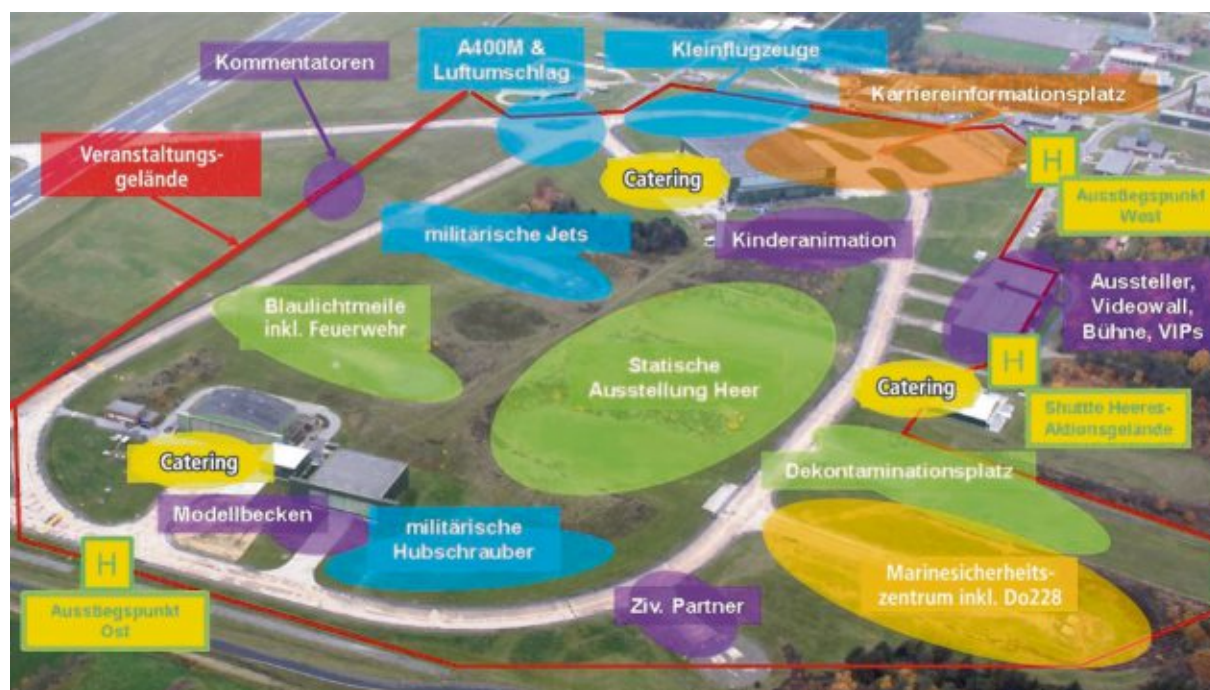 Kommentatoren
A400M &
Luftumschlag
Kleinflugzeuge
Karriereinformationsplatz
Veranstaltungs-
gelände
Catering
H
Ausstiegspunkt
West
militärische Jets
Kinderanimation
Aussteller,
Videowall,
Bühne, VIPs
Blaulichtmeile
inkl. Feuerwehr
Statische
Ausstellung Heer
H
Catering
Shuttle Heeres-
Aktionsgelände
Catering
Dekontaminationsplatz
Modellbecken
militärische
Hubschrauber
H
Ausstiegspunkt
Ost
Ziv. Partner
Marinesicherheits-
zentrum inkl. Do228